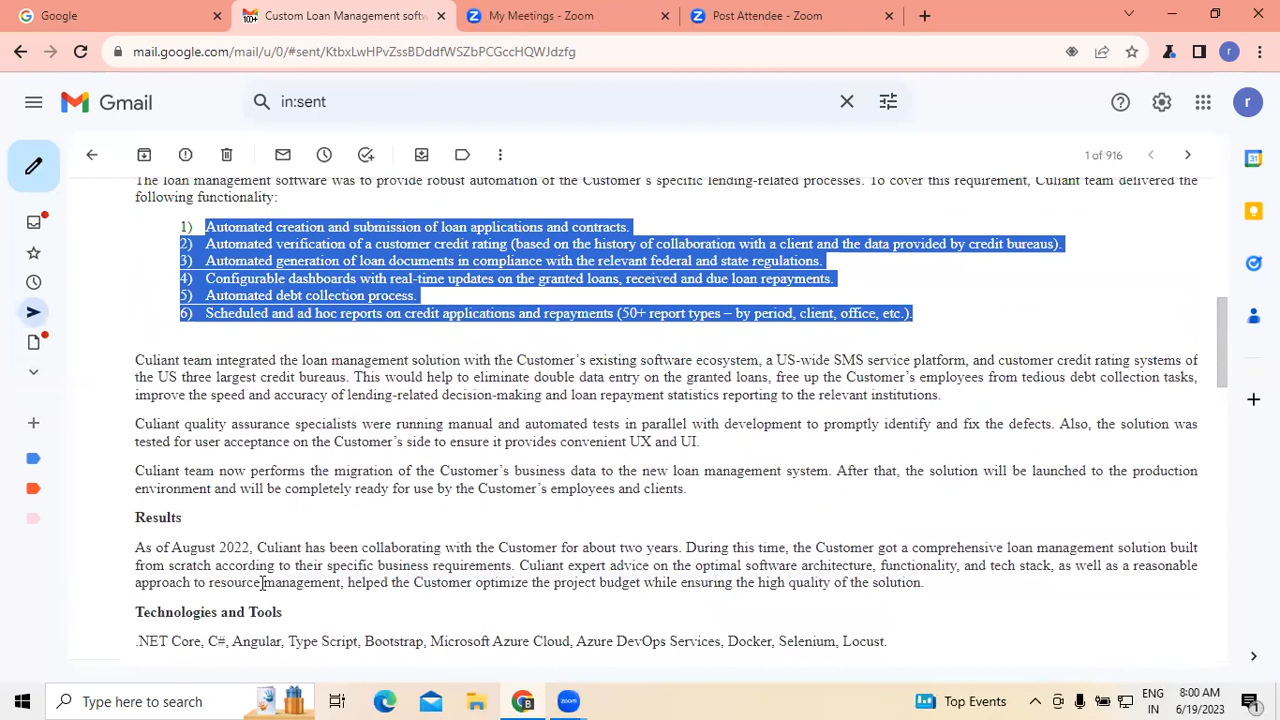 Google
100+
Custom Loan Management softw
My Meetings - Zoom
Post Attendee - Zoom
mail.google.com/mail/u/0/#sent/KtbxLwHPvZssBDddfWSZbPCGccHQWJdzfg
r
Gmail
in:sent
r
1 of 916
31
The loan management software was to provide robust automation of the Customer's specific lending-related processes. To cover this requirement, Culiant team delivered the
following functionality:
1) Automated creation and submission of loan applications and contracts.
2) Automated verification of a customer credit rating (based on the history of collaboration with a client and the data provided by credit bureaus).
3) Automated generation of loan documents in compliance with the relevant federal and state regulations.
4) Configurable dashboards with real-time updates on the granted loans, received and due loan repayments.
5) Automated debt collection process.
6) Scheduled and ad hoc reports on credit applications and repayments (50+ report types – by period, client, office, etc.).
Culiant team integrated the loan management solution with the Customer's existing software ecosystem, a US-wide SMS service platform, and customer credit rating systems of
the US three largest credit bureaus. This would help to eliminate double data entry on the granted loans, free up the Customer's employees from tedious debt collection tasks,
improve the speed and accuracy of lending-related decision-making and loan repayment statistics reporting to the relevant institutions.
Culiant quality assurance specialists were running manual and automated tests in parallel with development to promptly identify and fix the defects. Also, the solution was
tested for user acceptance on the Customer's side to ensure it provides convenient UX and UI.
Culiant team now performs the migration of the Customer's business data to the new loan management system. After that, the solution will be launched to the production
environment and will be completely ready for use by the Customer's employees and clients.
Results
As of August 2022, Culiant has been collaborating with the Customer for about two years. During this time, the Customer got a comprehensive loan management solution built
from scratch according to their specific business requirements. Culiant expert advice on the optimal software architecture, functionality, and tech stack, as well as a reasonable
approach to resource management, helped the Customer optimize the project budget while ensuring the high quality of the solution.
Technologies and Tools
.NET Core, C#, Angular, Type Script, Bootstrap, Microsoft Azure Cloud, Azure DevOps Services, Docker, Selenium, Locust.
Type here to search
Top Events
ENG
IN
8:00 AM
6/19/2023